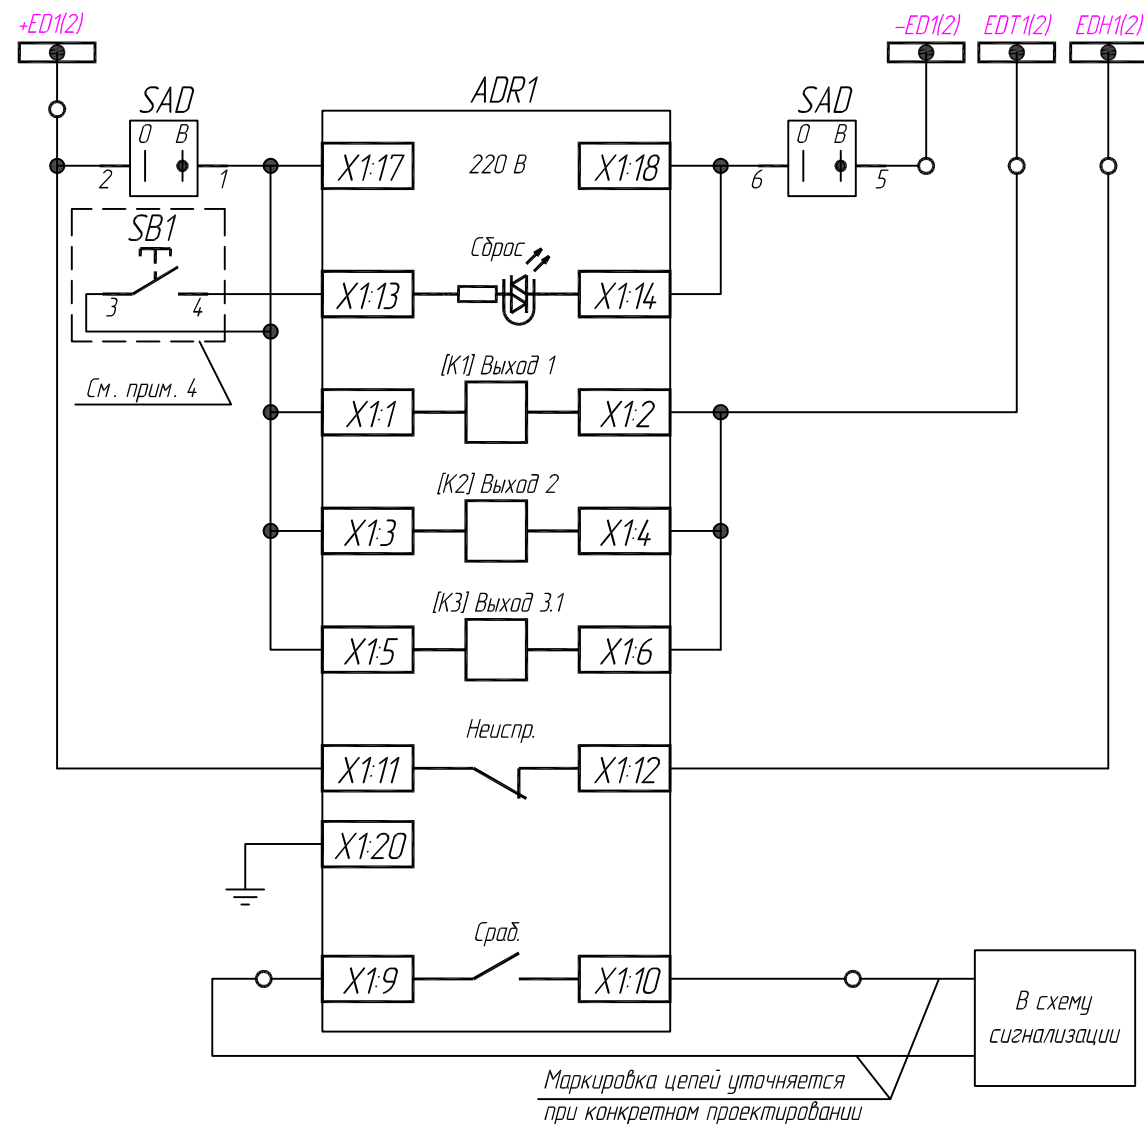 +ED1(2)
-ED1(2)
EDT1(2)
EDH1(2)
SAD
ADR1
SAD
О В
О В
2
1
X1:17
220 В
X1:18
6
5
SB1
3
4
Сброс
X1:13
X1:14
См. прим. 4
[K1] Выход 1
X1:1
X1:2
[K2] Выход 2
X1:3
X1:4
[K3] Выход 3.1
X1:5
X1:6
Неиспр.
X1:11
X1:12
X1:20
Сраб.
X1:9
X1:10
В схему
сигнализации
Маркировка цепей уточняется
при конкретном проектировании